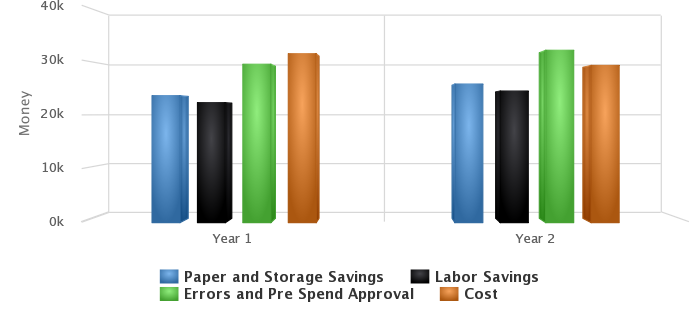 40k
30k
20k
10k
0k
Money
Year 1
Year 2
Paper and Storage Savings
Labor Savings
Errors and Pre Spend Approval
Cost